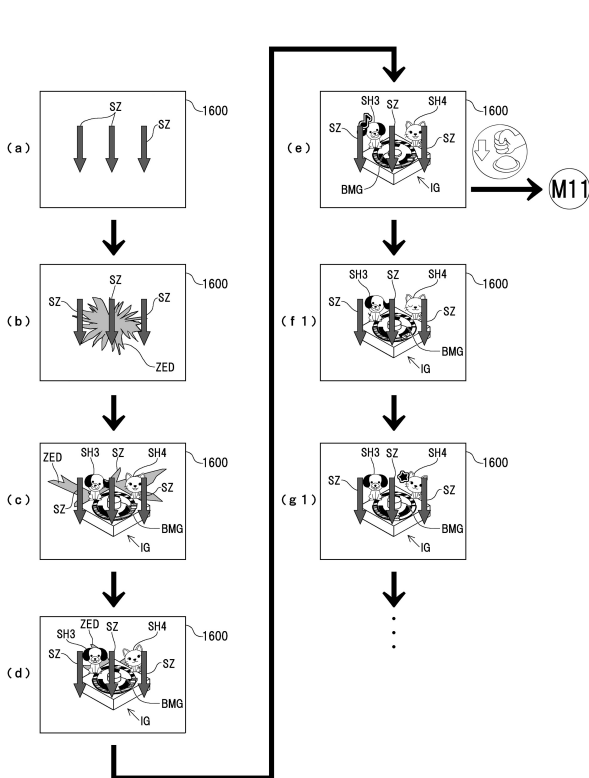 (a)
SZ
SZ
1600
(b)
SZ
SZ
SZ
1600
ZED
(c)
ZED
SH3
SZ
SH4
1600
SZ
SZ
BMG
IG
(d)
ZED
SH3
SZ
SH4
1600
SZ
SZ
BMG
IG
(e)
SH3
SZ
SH4
1600
SZ
SZ
BMG
IG
M11
(f1)
SH3
SZ
SH4
1600
SZ
SZ
BMG
IG
(g1)
SH3
SZ
SH4
1600
SZ
SZ
BMG
IG